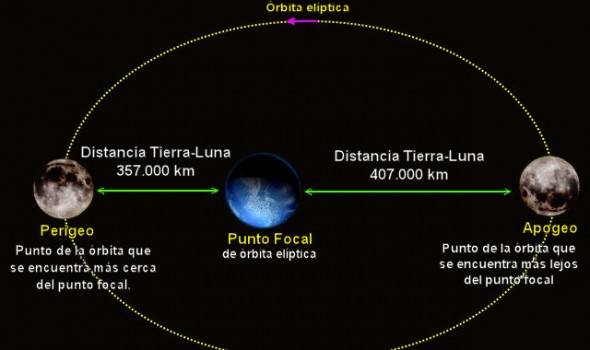 Órbita elíptica
Distancia Tierra-Luna
357.000 km
Distancia Tierra-Luna
407.000 km
Perigeo
Punto de la órbita que
se encuentra más cerca
del punto focal.
Punto Focal
de órbita elíptica
Apogeo
Punto de la órbita que
se encuentra más lejos
del punto focal